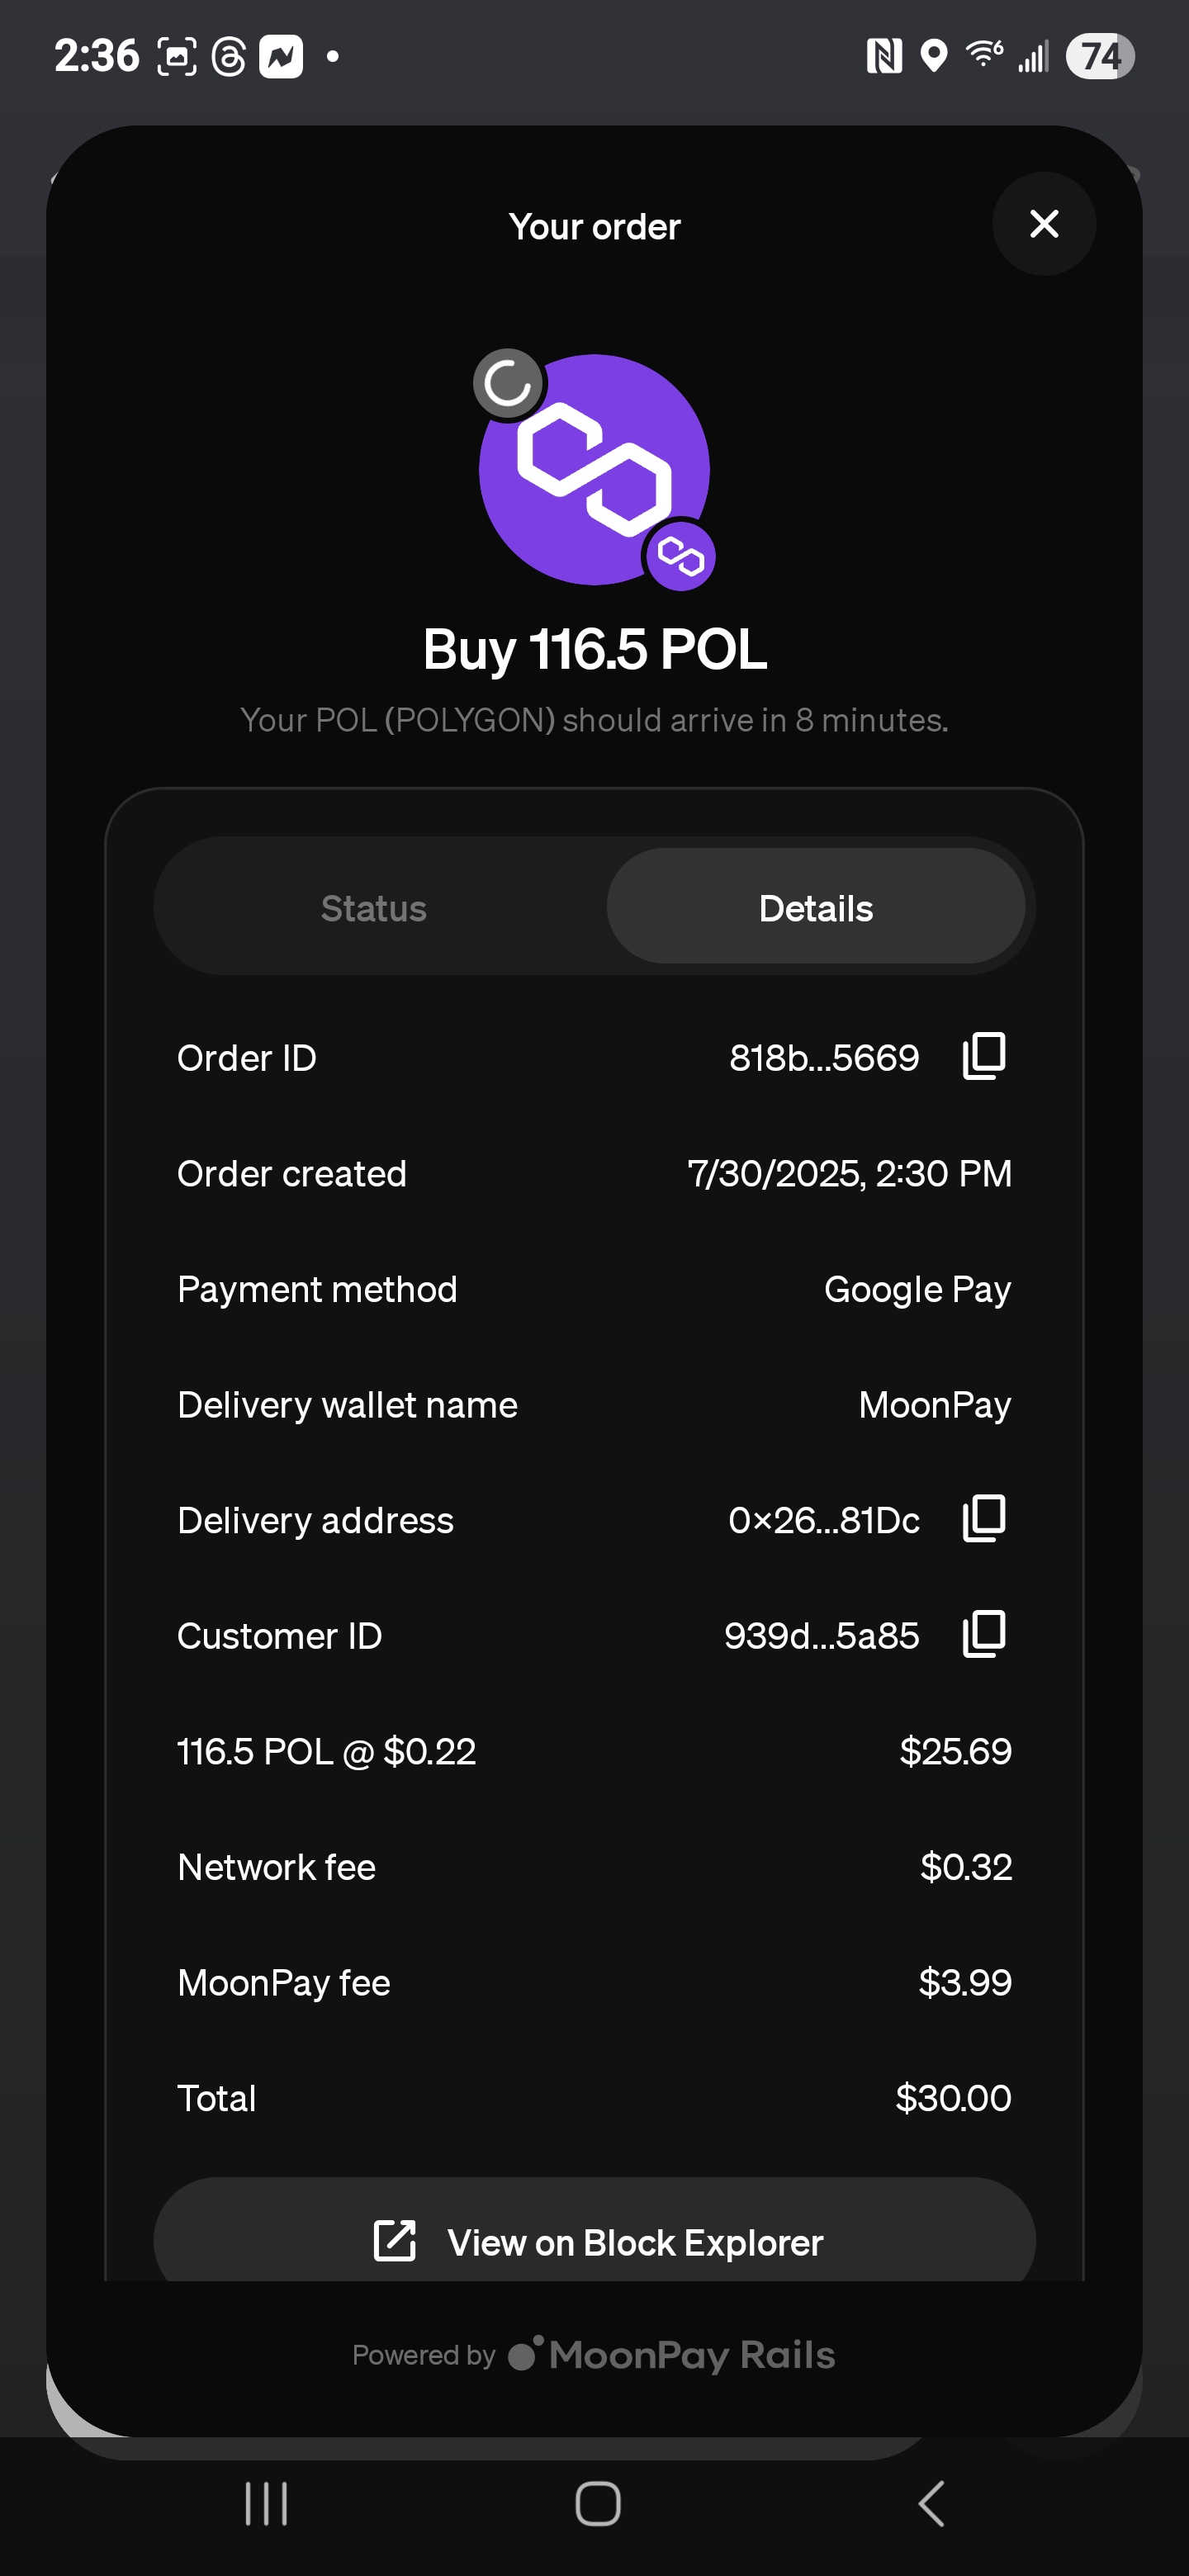 2:36
74
Your order
Buy 116.5 POL
Your POL (POLYGON) should arrive in 8 minutes.
Status Details
Order ID 818b...5669
Order created 7/30/2025, 2:30 PM
Payment method Google Pay
Delivery wallet name MoonPay
Delivery address 0×26...81Dc
Customer ID 939d...5a85
116.5 POL @ $0.22 $25.69
Network fee $0.32
MoonPay fee $3.99
Total $30.00
View on Block Explorer
Powered by MoonPay Rails